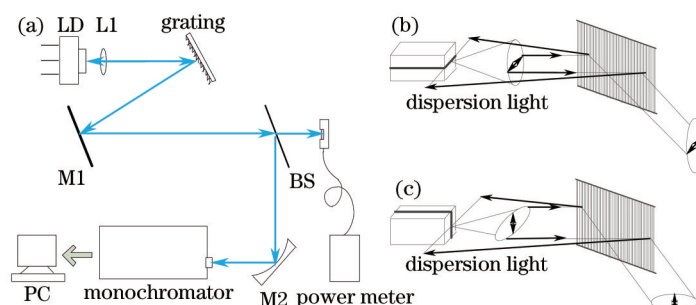 (a)
LD L1
grating
M1
BS
PC
monochromator
M2
power meter
(b)
dispersion light
(c)
dispersion light